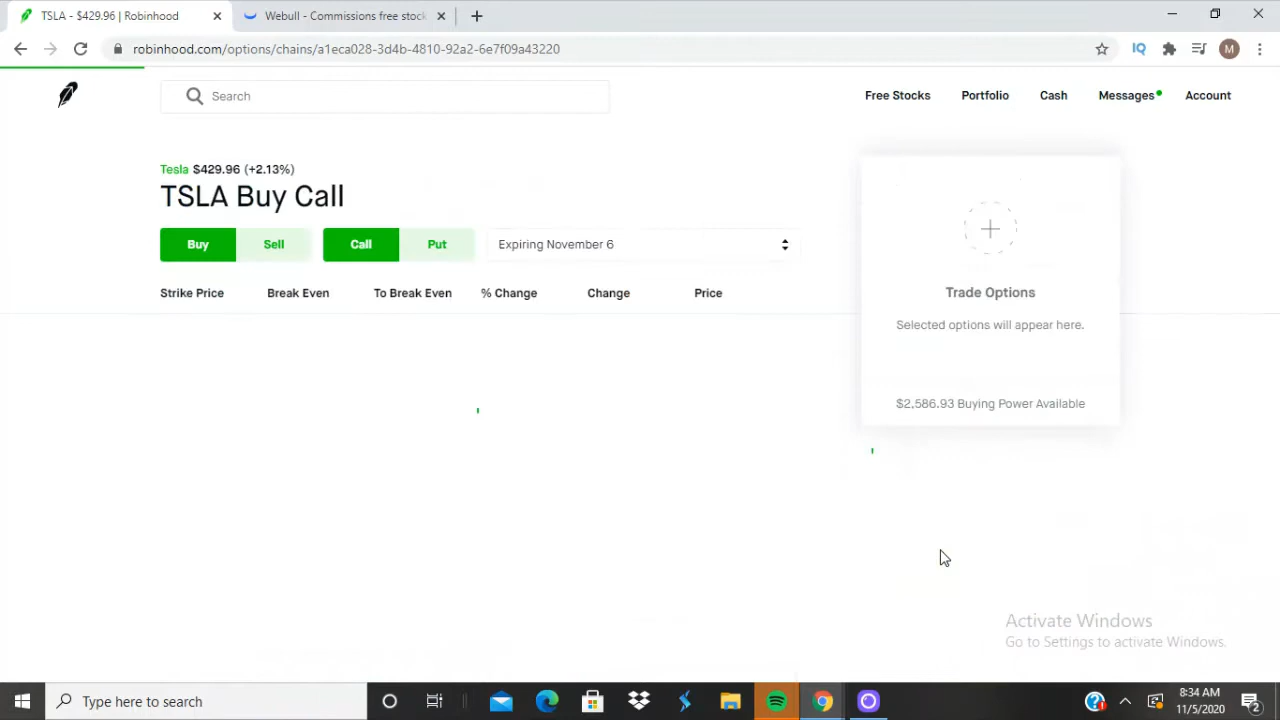 TSLA - $429.96 | Robinhood
Webull - Commissions free stock
robinhood.com/options/chains/a1eca028-3d4b-4810-92a2-6e7f09a43220
M
Search
Free Stocks Portfolio Cash Messages Account
Tesla $429.96 (+2.13%)
TSLA Buy Call
Buy Sell Call Put Expiring November 6
Strike Price Break Even To Break Even % Change Change Price
Trade Options
Selected options will appear here.
$2,586.93 Buying Power Available
Activate Windows
Go to Settings to activate Windows.
Type here to search
8:34 AM
11/5/2020
2